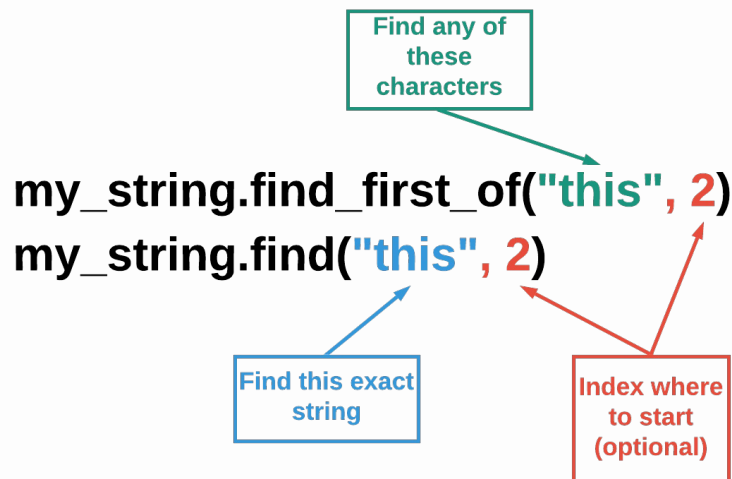 Find any of
these
characters
my_string.find_first_of("this", 2)
my_string.find("this", 2)
Find this exact
string
Index where
to start
(optional)